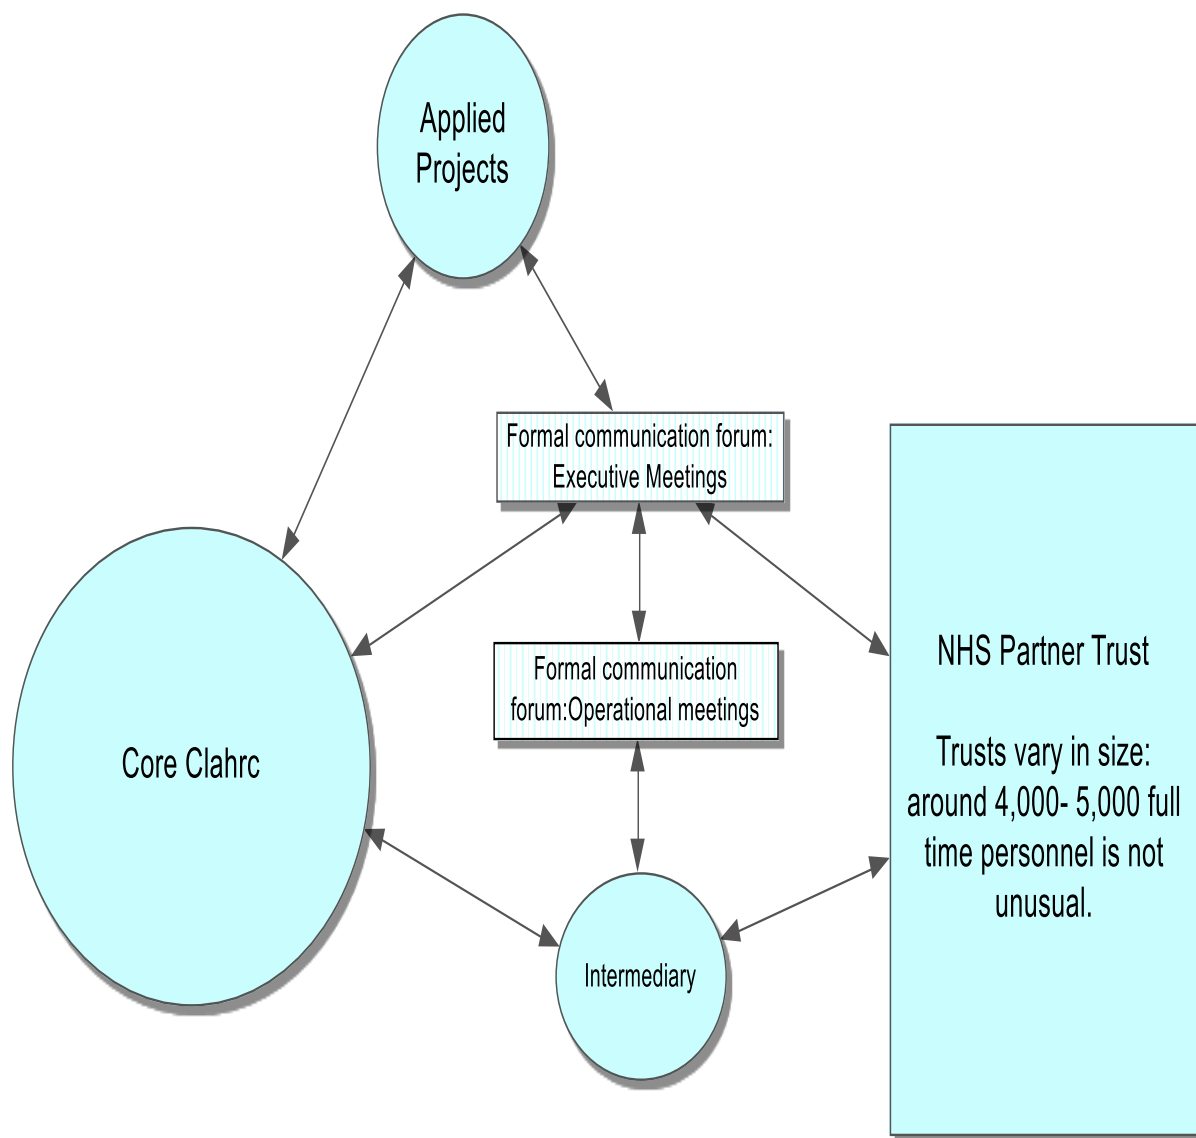 Applied
Projects
Formal communication forum:
Executive Meetings
Formal communication
forum:Operational meetings
NHS Partner Trust
Trusts vary in size:
around 4,000- 5,000 full
time personnel is not
unusual.
Core Clahrc
Intermediary